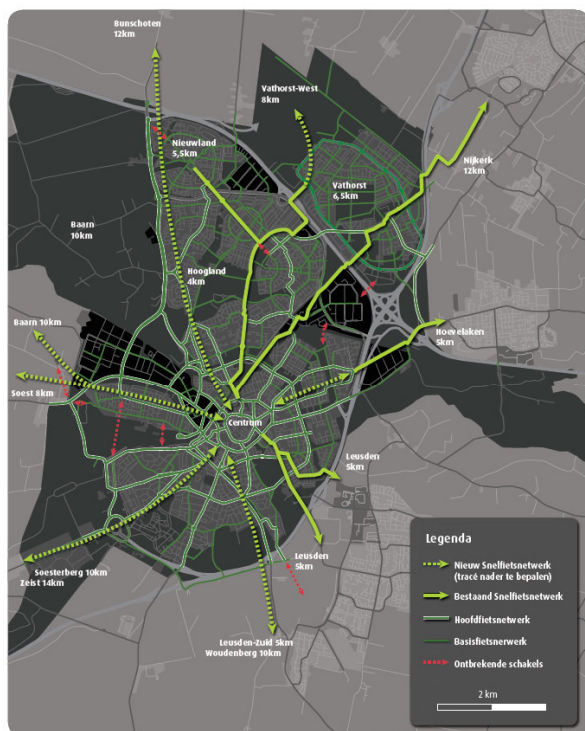 Bunschoten
12km
Vathorst-West
8km
Nieuwland
5,5km
Nijkerk
12km
Vathorst
6,5km
Baarn
10km
Hoogland
4km
Baarn 10km
Hoevelaken
5km
Soest 8km
Centrum
Leusden
5km
Leusden
5km
Soesterberg 10km
Zeist 14km
Leusden-Zuid 5km
Woudenberg 10km
Legenda
Nieuw Snelfietsnetwerk
(tracé nader te bepalen)
Bestaand Snelfietsnetwerk
Hoofdfietsnetwerk
Basisfietsnerwerk
Ontbrekende schakels
2 km